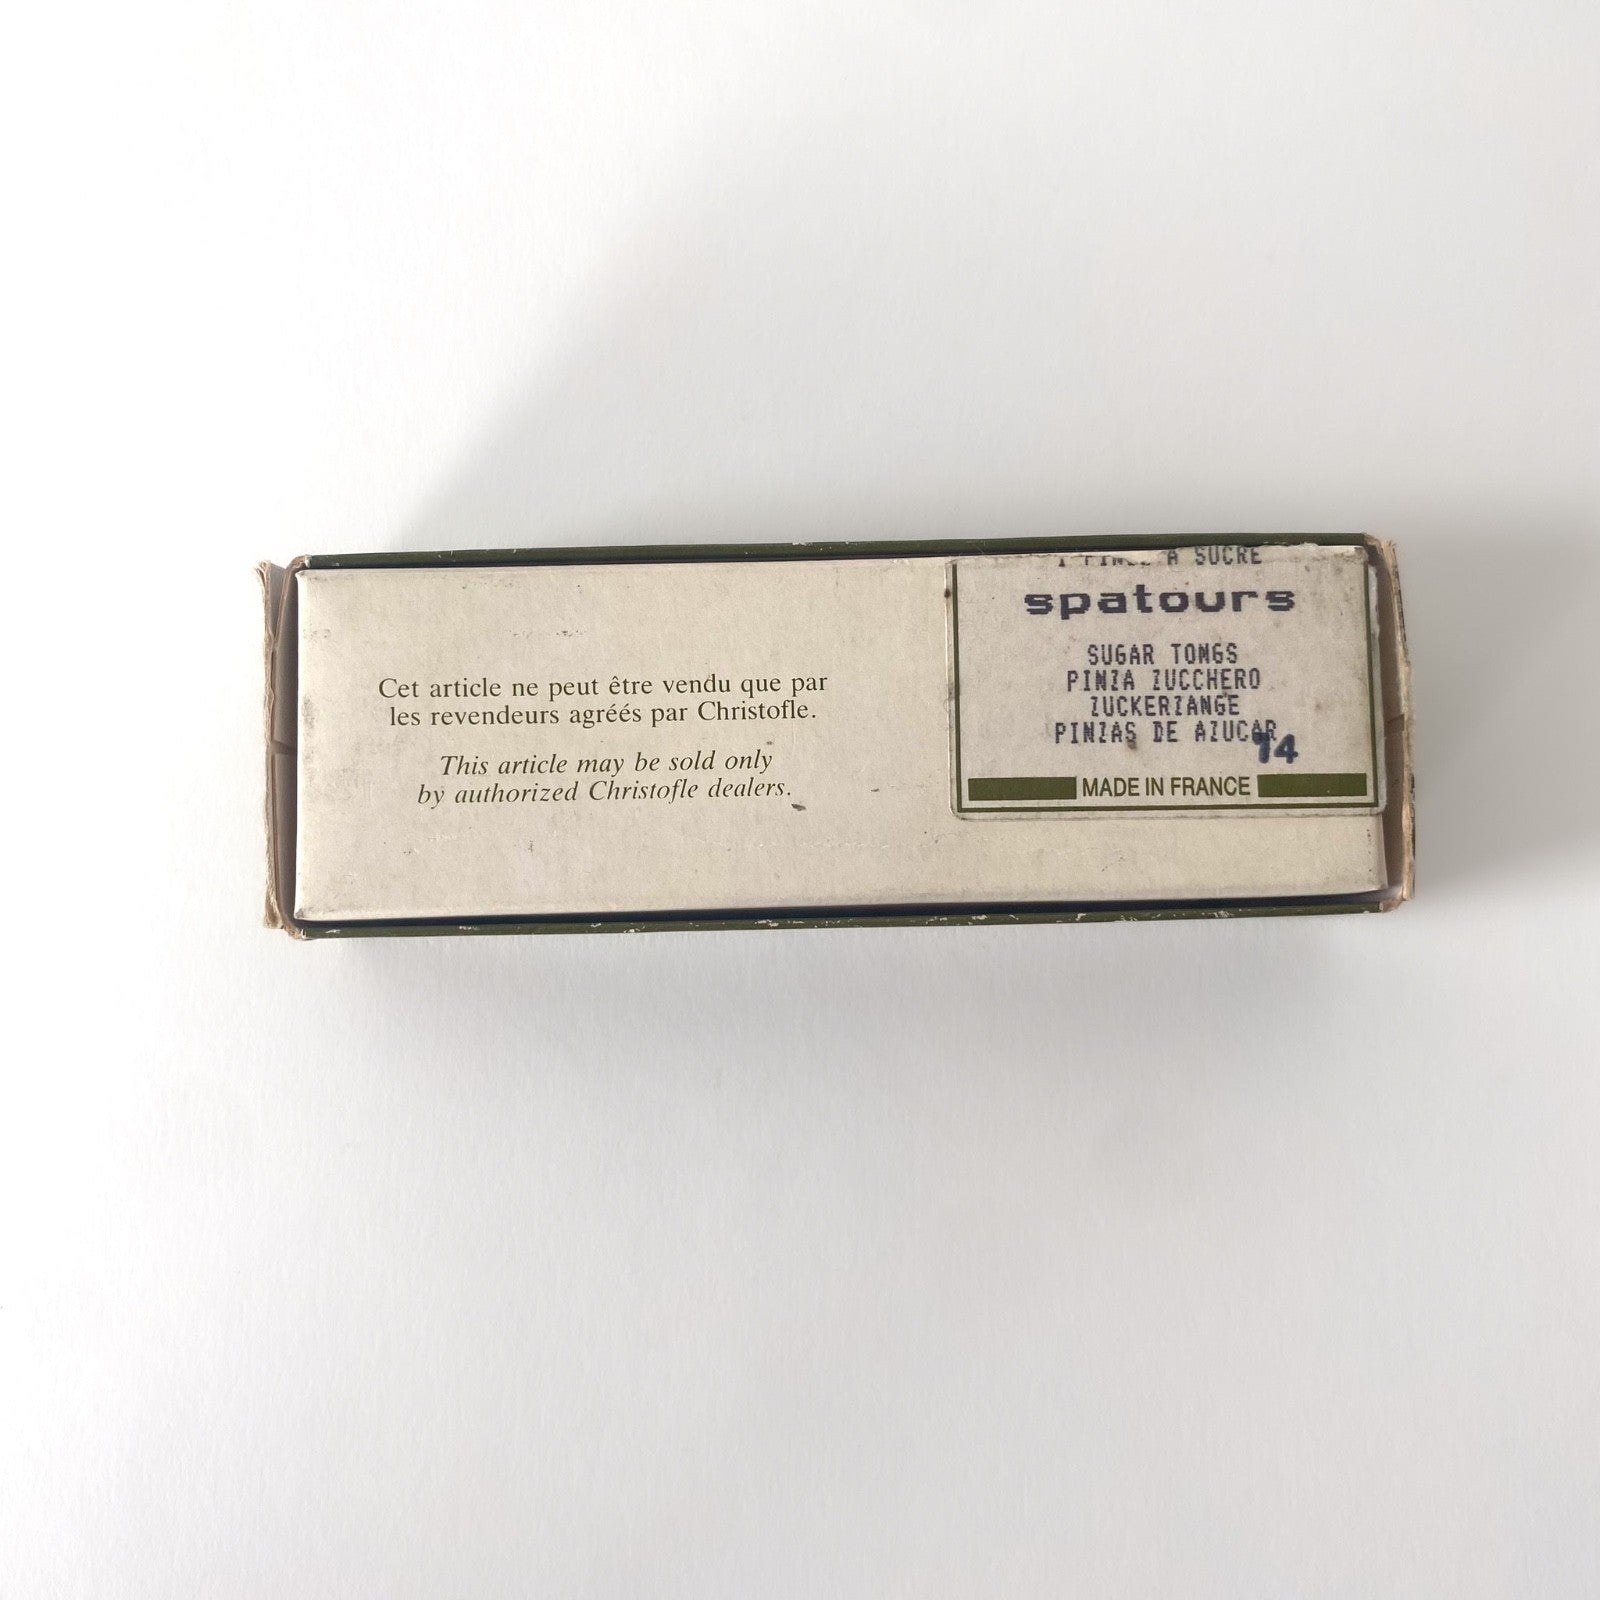 Cet article ne peut être vendu que par
les revendeurs agréés par Christofle.
This article may be sold only
by authorized Christofle dealers.
A SUCRE
spatours
SUGAR TONGS
PINZA ZUCCHERO
ZUCKERZANGE
PINZAS DE AZUCAR
14
MADE IN FRANCE